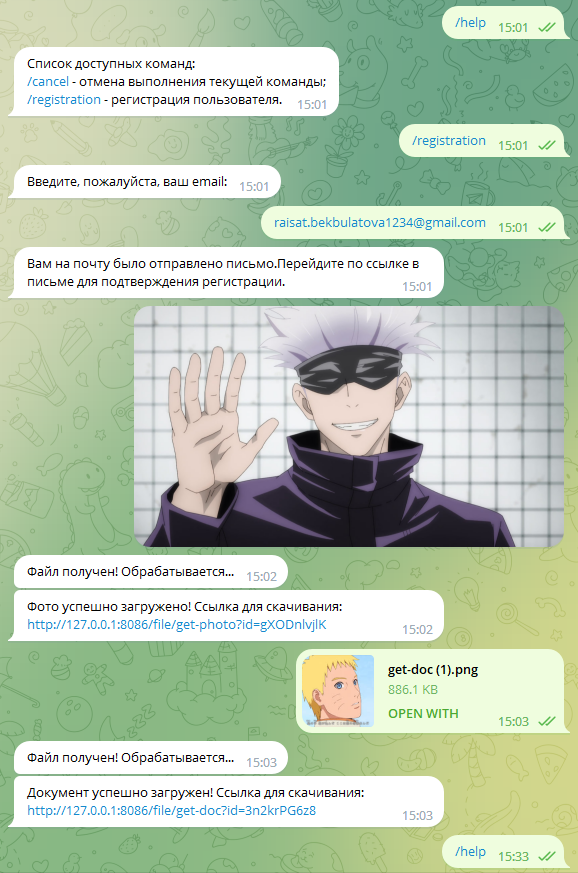 /help 15:01
Список доступных команд:
/cancel - отмена выполнения текущей команды;
/registration - регистрация пользователя. 15:01
/registration 15:01
Введите, пожалуйста, ваш email: 15:01
raisat.bekbulatova1234@gmail.com 15:01
Вам на почту было отправлено письмо.Перейдите по ссылке в
письме для подтверждения регистрации. 15:01
Файл получен! Обрабатывается... 15:02
Фото успешно загружено! Ссылка для скачивания:
http://127.0.0.1:8086/file/get-photo?id=gXODnlvjlK 15:02
get-doc (1).png
886.1 KB
OPEN WITH 15:03
Файл получен! Обрабатывается... 15:03
Документ успешно загружен! Ссылка для скачивания:
http://127.0.0.1:8086/file/get-doc?id=3n2krPG6z8 15:03
/help 15:33